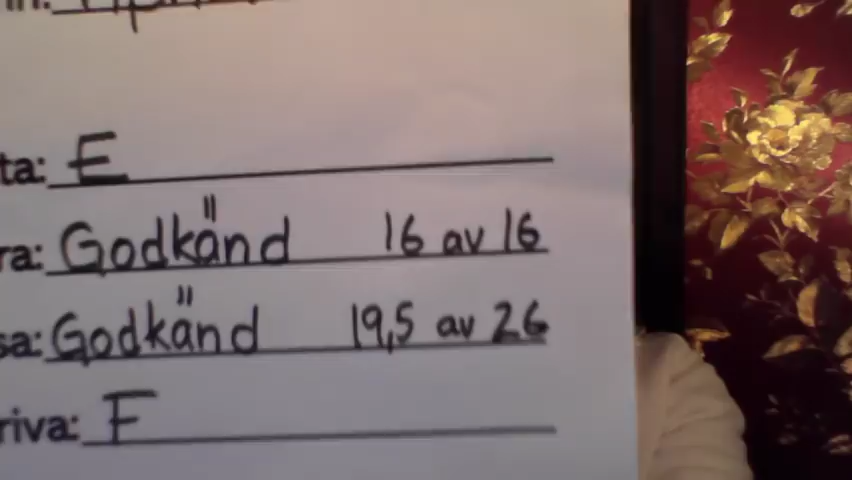 ta: E
ra: Godkänd 16 av 16
sa: Godkänd 19,5 av 26
riva: F